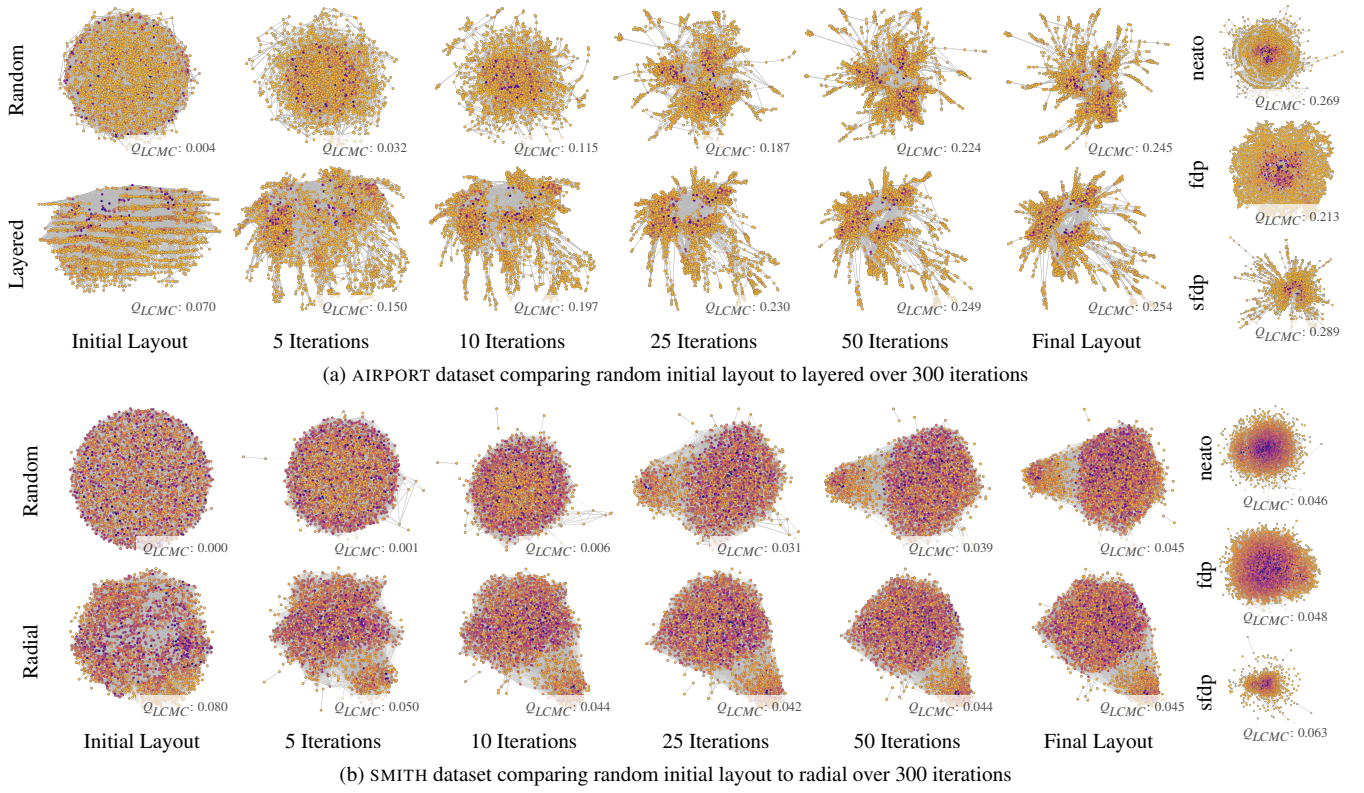 Random
Q_LCMC: 0.004
Q_LCMC: 0.032
Q_LCMC: 0.115
Q_LCMC: 0.187
Q_LCMC: 0.224
Q_LCMC: 0.245
Layered
Q_LCMC: 0.070
Q_LCMC: 0.150
Q_LCMC: 0.197
Q_LCMC: 0.230
Q_LCMC: 0.249
Q_LCMC: 0.254
Initial Layout
5 Iterations
10 Iterations
25 Iterations
50 Iterations
Final Layout
neato
Q_LCMC: 0.269
fdp
Q_LCMC: 0.213
sfdp
Q_LCMC: 0.289
(a) AIRPORT dataset comparing random initial layout to layered over 300 iterations
Random
Q_LCMC: 0.000
Q_LCMC: 0.001
Q_LCMC: 0.006
Q_LCMC: 0.031
Q_LCMC: 0.039
Q_LCMC: 0.045
Radial
Q_LCMC: 0.080
Q_LCMC: 0.050
Q_LCMC: 0.044
Q_LCMC: 0.042
Q_LCMC: 0.044
Q_LCMC: 0.045
Initial Layout
5 Iterations
10 Iterations
25 Iterations
50 Iterations
Final Layout
neato
Q_LCMC: 0.046
fdp
Q_LCMC: 0.048
sfdp
Q_LCMC: 0.063
(b) SMITH dataset comparing random initial layout to radial over 300 iterations